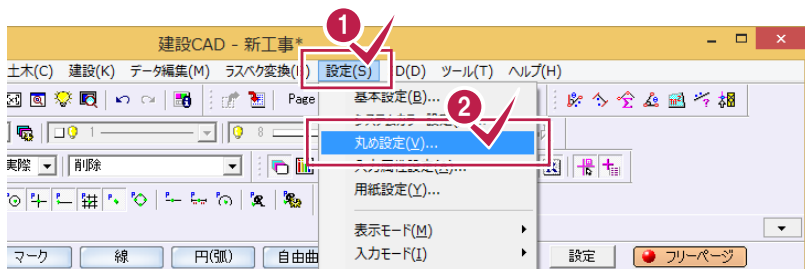 1
建設CAD - 新工事*
土木(C) 建設(K) データ編集(M) ラスベク変換( 設定(S) D(D) ツール(T) ヘルプ(H)
Page
基本設定(B)...
2
1
8
丸め設定(V)...
実際
削除
用紙設定(Y)...
表示モード(M)
入力モード(I)
マーク
線
円(弧)
自由曲
設定
フリーページ